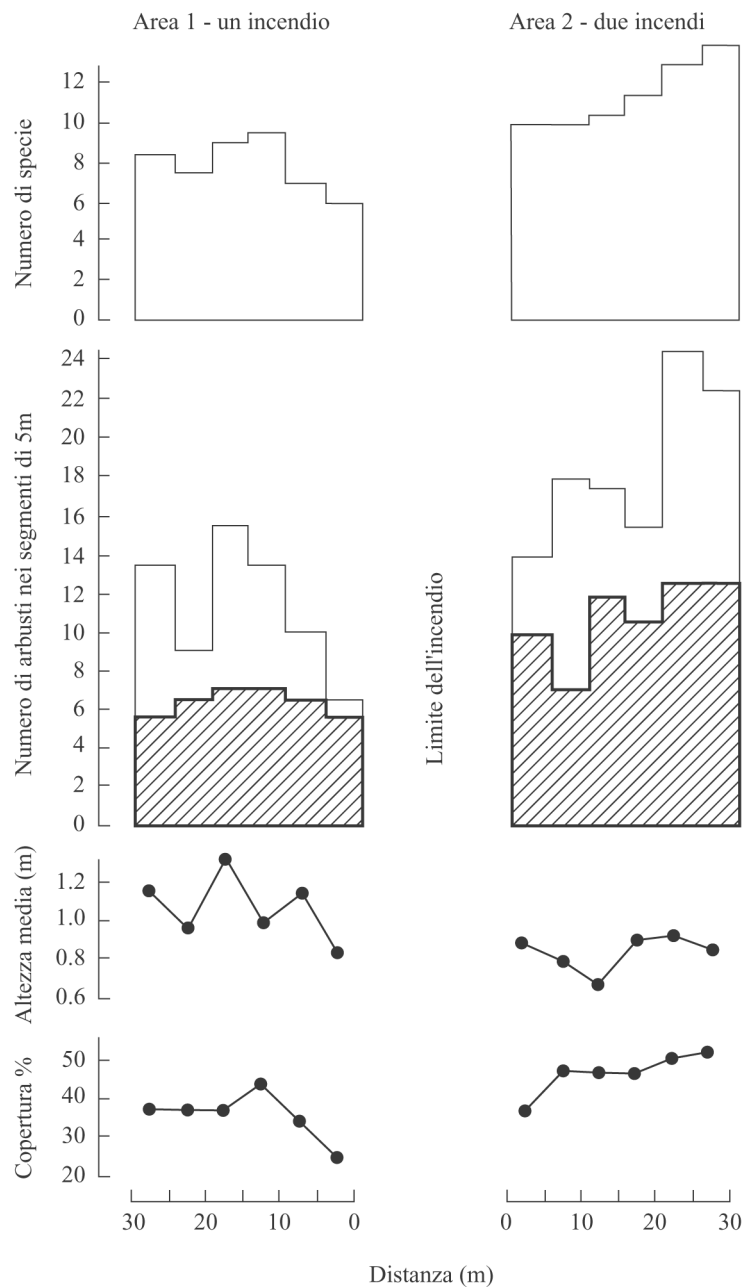 Area 1 - un incendio
Area 2 - due incendi
Numero di specie
12
10
8
6
4
2
0
Numero di arbusti nei segmenti di 5m
24
22
20
18
16
14
12
10
8
6
4
2
0
Limite dell'incendio
Altezza media (m)
1.2
1.0
0.8
0.6
Copertura %
50
40
30
20
30 20 10 0
0 10 20 30
Distanza (m)